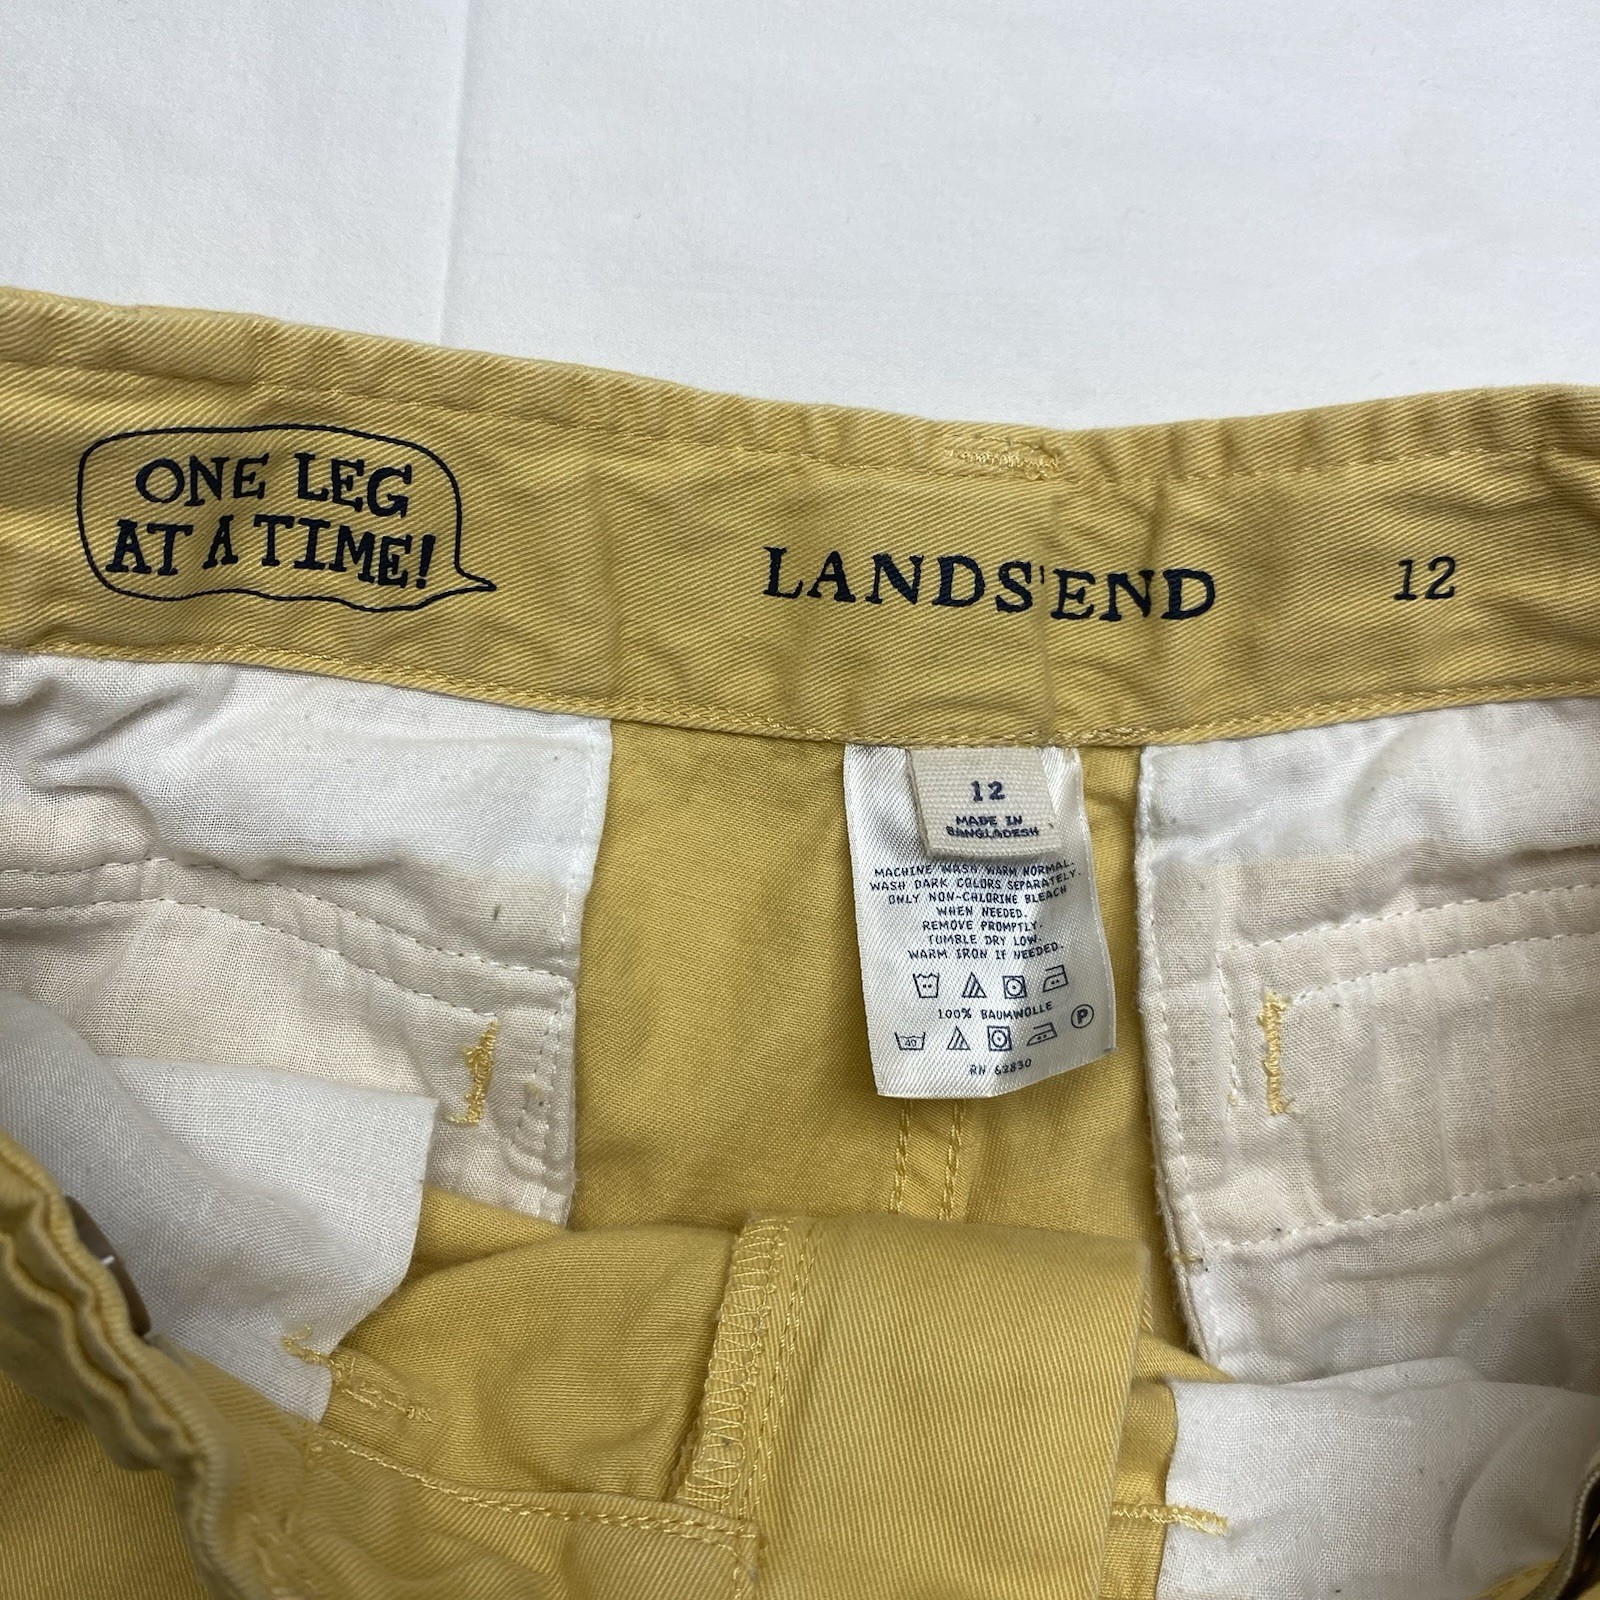 ONE LEG
AT A TIME!
LANDS' END
12
12
MADE IN
BANGLADESH
MACHINE WASH WARM NORMAL.
WASH DARK COLORS SEPARATELY.
ONLY NON-CHLORINE BLEACH
WHEN NEEDED.
REMOVE PROMPTLY.
TUMBLE DRY LOW.
WARM IRON IF NEEDED.
100% BAUMWOLLE
P
40
RN 62830